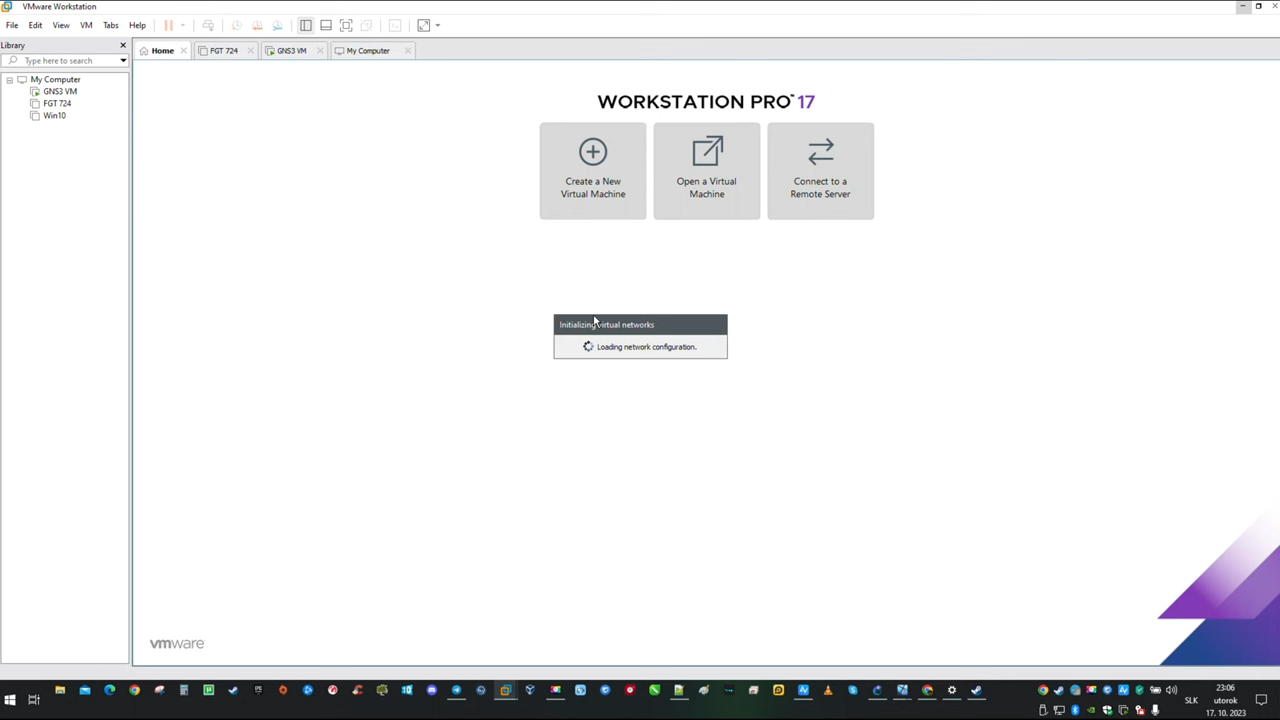 VMware Workstation
File Edit View VM Tabs Help
Library
Type here to search
Home
FGT 724
GNS3 VM
My Computer
My Computer
GNS3 VM
FGT 724
Win10
WORKSTATION PRO™ 17
Create a New
Virtual Machine
Open a Virtual
Machine
Connect to a
Remote Server
Initializing virtual networks
Loading network configuration.
vmware
SLK
23:06
utorok
17. 10. 2023